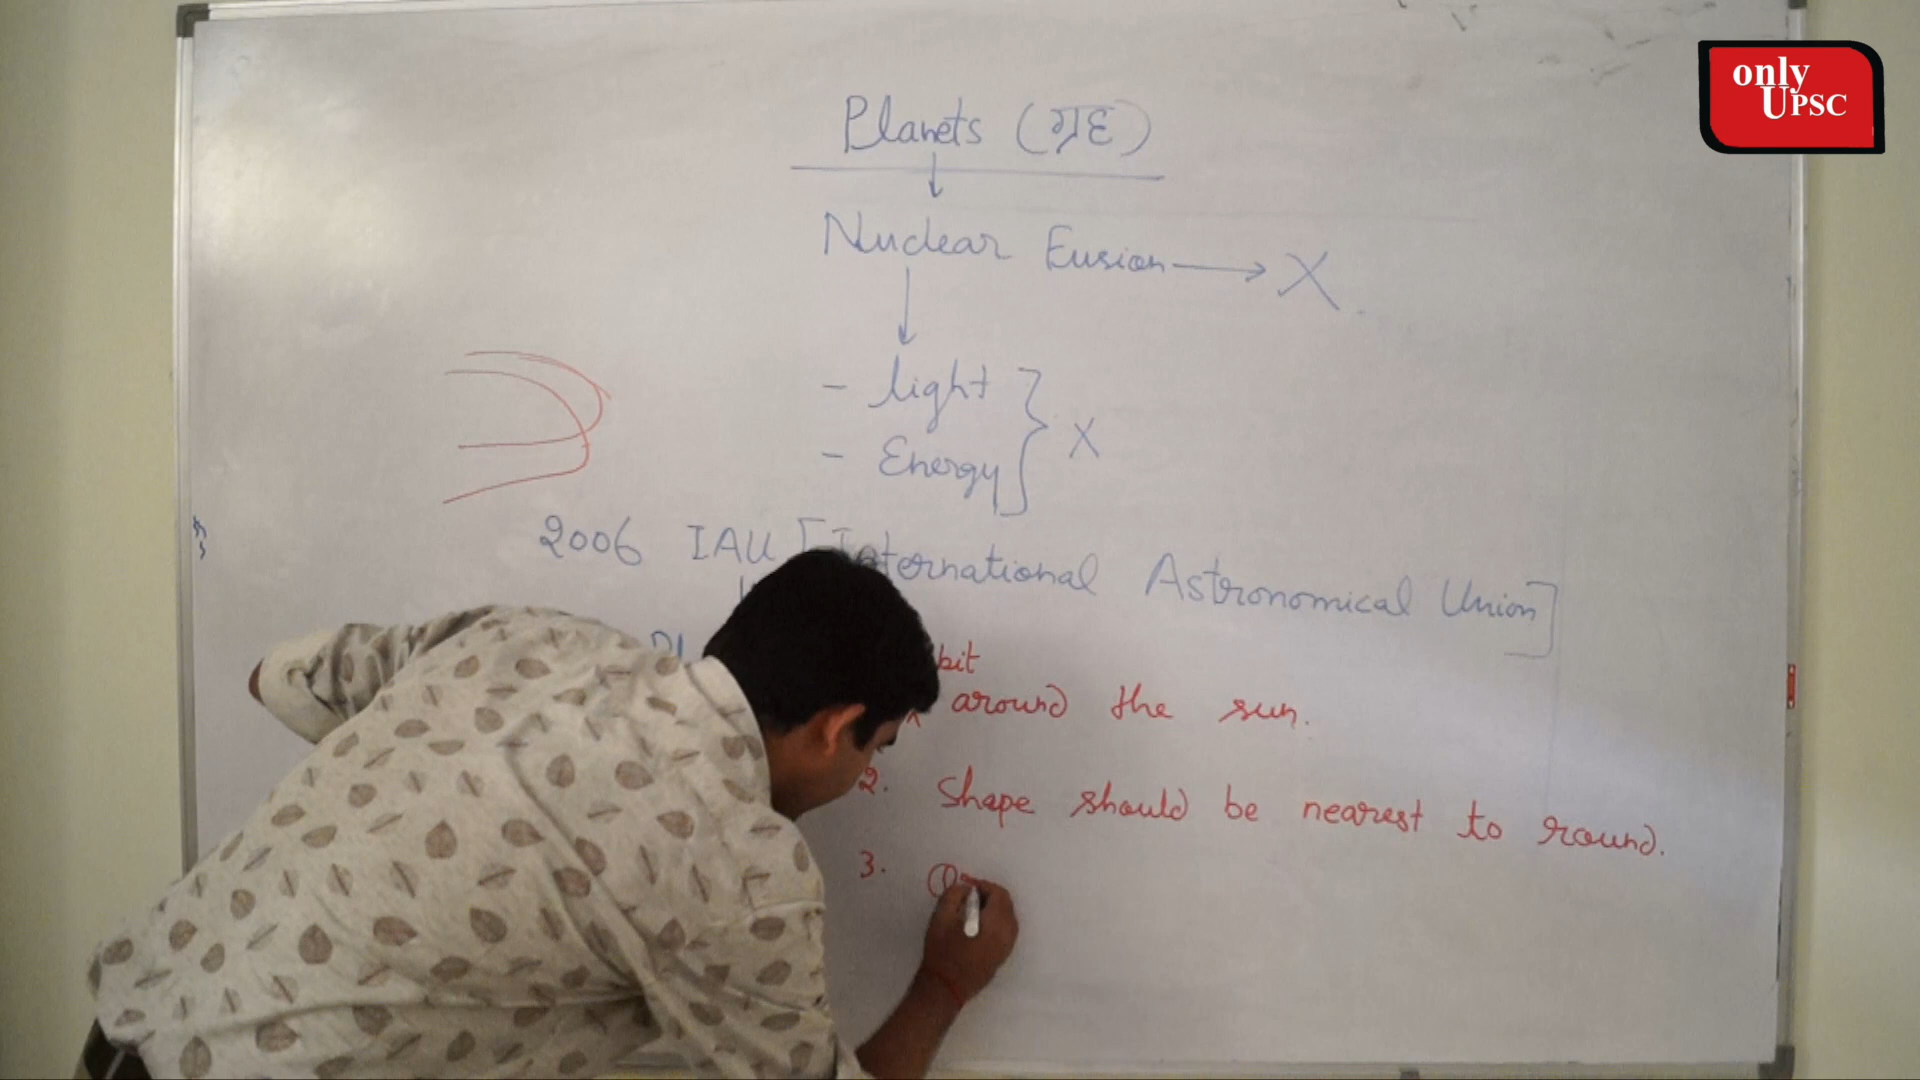 only
UPSC
Planets (ग्रह)
Nuclear Fusion → X
- light
- Energy } X
2006 IAU [International Astronomical Union]
around the sun.
2. Shape should be nearest to round.
3.